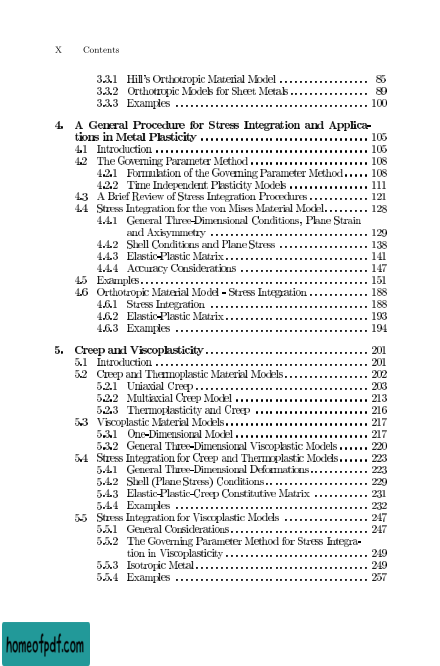 X Contents
3.3.1 Hill's Orthotropic Material Model .................. 85
3.3.2 Orthotropic Models for Sheet Metals ................ 89
3.3.3 Examples ....................................... 100
4. A General Procedure for Stress Integration and Applica-
tions in Metal Plasticity ................................... 105
4.1 Introduction ........................................... 105
4.2 The Governing Parameter Method ........................ 108
4.2.1 Formulation of the Governing Parameter Method ..... 108
4.2.2 Time Independent Plasticity Models ................. 111
4.3 A Brief Review of Stress Integration Procedures ............ 121
4.4 Stress Integration for the von Mises Material Model ......... 128
4.4.1 General Three-Dimensional Conditions, Plane Strain
and Axisymmetry ................................ 129
4.4.2 Shell Conditions and Plane Stress ................... 138
4.4.3 Elastic-Plastic Matrix ............................. 141
4.4.4 Accuracy Considerations .......................... 147
4.5 Examples .............................................. 151
4.6 Orthotropic Material Model - Stress Integration ............ 188
4.6.1 Stress Integration ................................. 188
4.6.2 Elastic-Plastic Matrix ............................. 193
4.6.3 Examples ....................................... 194
5. Creep and Viscoplasticity ................................. 201
5.1 Introduction ........................................... 201
5.2 Creep and Thermoplastic Material Models ................. 202
5.2.1 Uniaxial Creep ................................... 203
5.2.2 Multiaxial Creep Model ........................... 213
5.2.3 Thermoplasticity and Creep ....................... 216
5.3 Viscoplastic Material Models ............................. 217
5.3.1 One-Dimensional Model ........................... 217
5.3.2 General Three-Dimensional Viscoplastic Models ...... 220
5.4 Stress Integration for Creep and Thermoplastic Models ...... 223
5.4.1 General Three-Dimensional Deformations ............ 223
5.4.2 Shell (Plane Stress) Conditions ..................... 229
5.4.3 Elastic-Plastic-Creep Constitutive Matrix ........... 231
5.4.4 Examples ....................................... 232
5.5 Stress Integration for Viscoplastic Models ................. 247
5.5.1 General Considerations ............................ 247
5.5.2 The Governing Parameter Method for Stress Integra-
tion in Viscoplasticity ............................. 249
5.5.3 Isotropic Metal ................................... 249
5.5.4 Examples ....................................... 257
homeofpdf.com